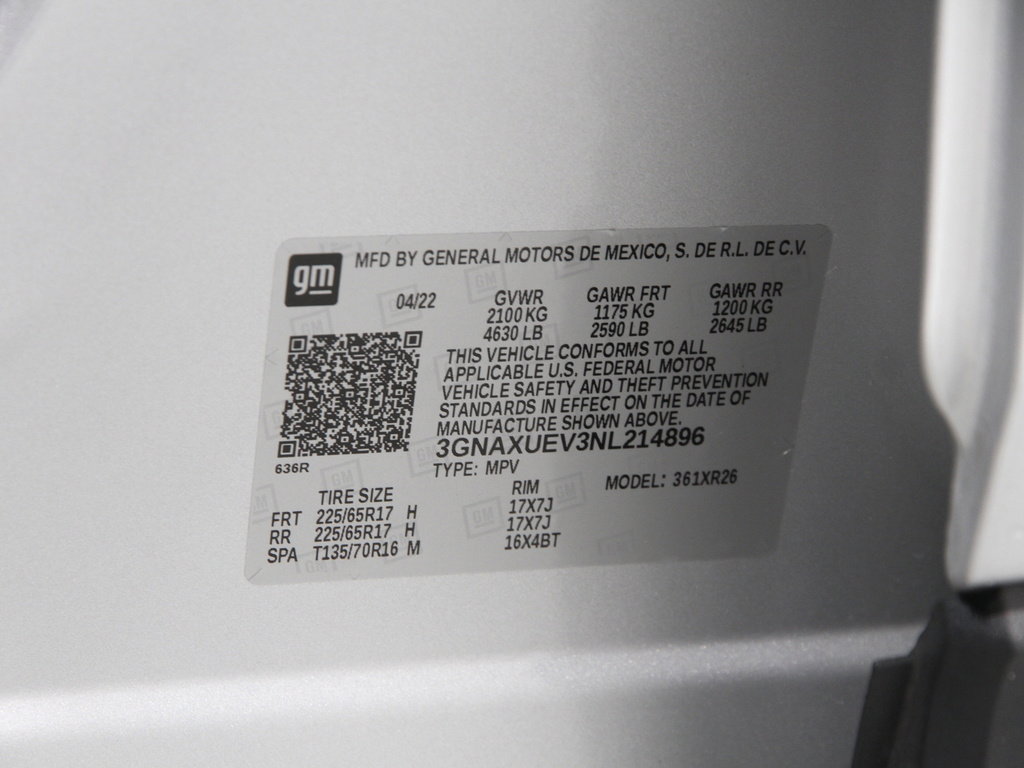 gm
MFD BY GENERAL MOTORS DE MEXICO, S. DE R.L. DE C.V.
04/22 GVWR GAWR FRT GAWR RR
2100 KG 1175 KG 1200 KG
4630 LB 2590 LB 2645 LB
THIS VEHICLE CONFORMS TO ALL
APPLICABLE U.S. FEDERAL MOTOR
VEHICLE SAFETY AND THEFT PREVENTION
STANDARDS IN EFFECT ON THE DATE OF
MANUFACTURE SHOWN ABOVE.
3GNAXUEV3NL214896
636R
TYPE: MPV MODEL: 361XR26
TIRE SIZE RIM
FRT 225/65R17 H 17X7J
RR 225/65R17 H 17X7J
SPA T135/70R16 M 16X4BT